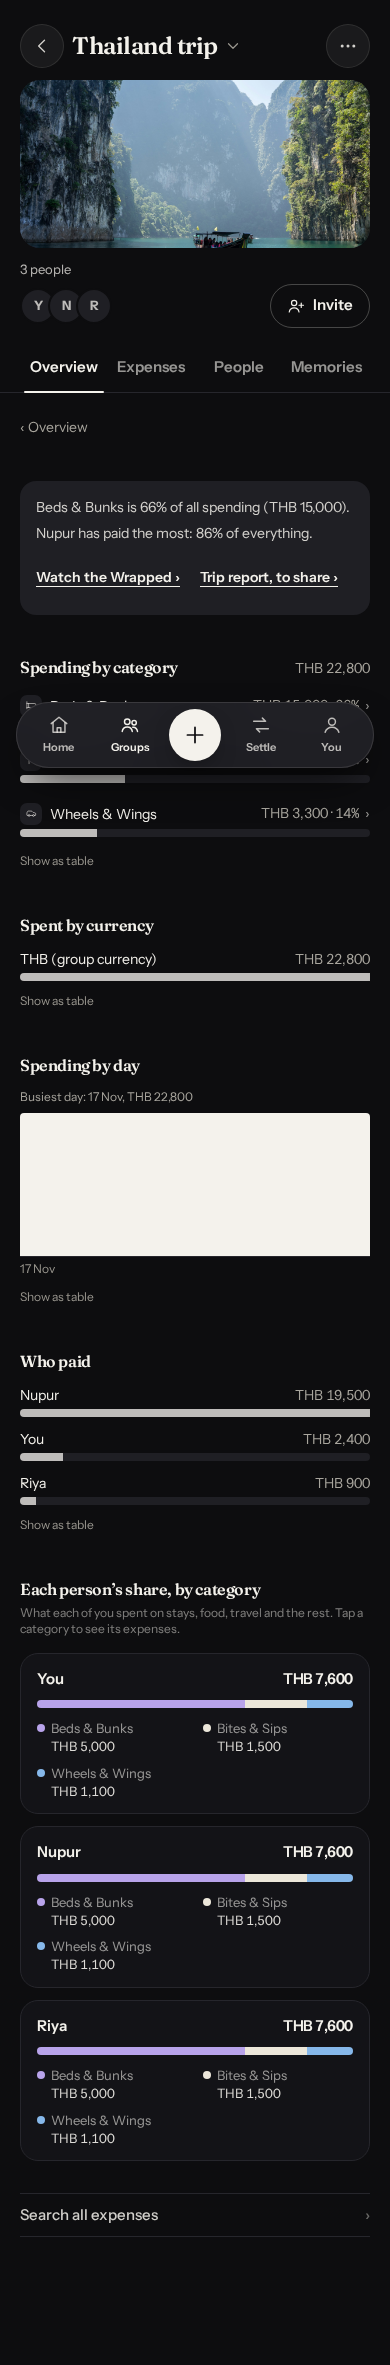 Thailand trip
3 people
Y N R
Invite
Overview Expenses People Memories
‹ Overview
Beds & Bunks is 66% of all spending (THB 15,000).
Nupur has paid the most: 86% of everything.
Watch the Wrapped › Trip report, to share ›
Spending by category THB 22,800
Home Groups Settle You
Wheels & Wings THB 3,300 · 14% ›
Show as table
Spent by currency
THB (group currency) THB 22,800
Show as table
Spending by day
Busiest day: 17 Nov, THB 22,800
17 Nov
Show as table
Who paid
Nupur THB 19,500
You THB 2,400
Riya THB 900
Show as table
Each person’s share, by category
What each of you spent on stays, food, travel and the rest. Tap a
category to see its expenses.
You THB 7,600
Beds & Bunks Bites & Sips
THB 5,000 THB 1,500
Wheels & Wings
THB 1,100
Nupur THB 7,600
Beds & Bunks Bites & Sips
THB 5,000 THB 1,500
Wheels & Wings
THB 1,100
Riya THB 7,600
Beds & Bunks Bites & Sips
THB 5,000 THB 1,500
Wheels & Wings
THB 1,100
Search all expenses ›